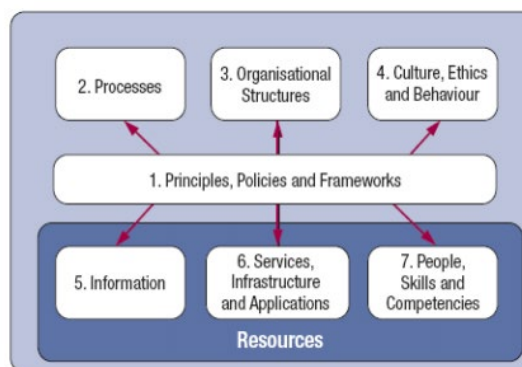 2. Processes
3. Organisational
Structures
4. Culture, Ethics
and Behaviour
1. Principles, Policies and Frameworks
5. Information
6. Services,
Infrastructure
and Applications
7. People,
Skills and
Competencies
Resources